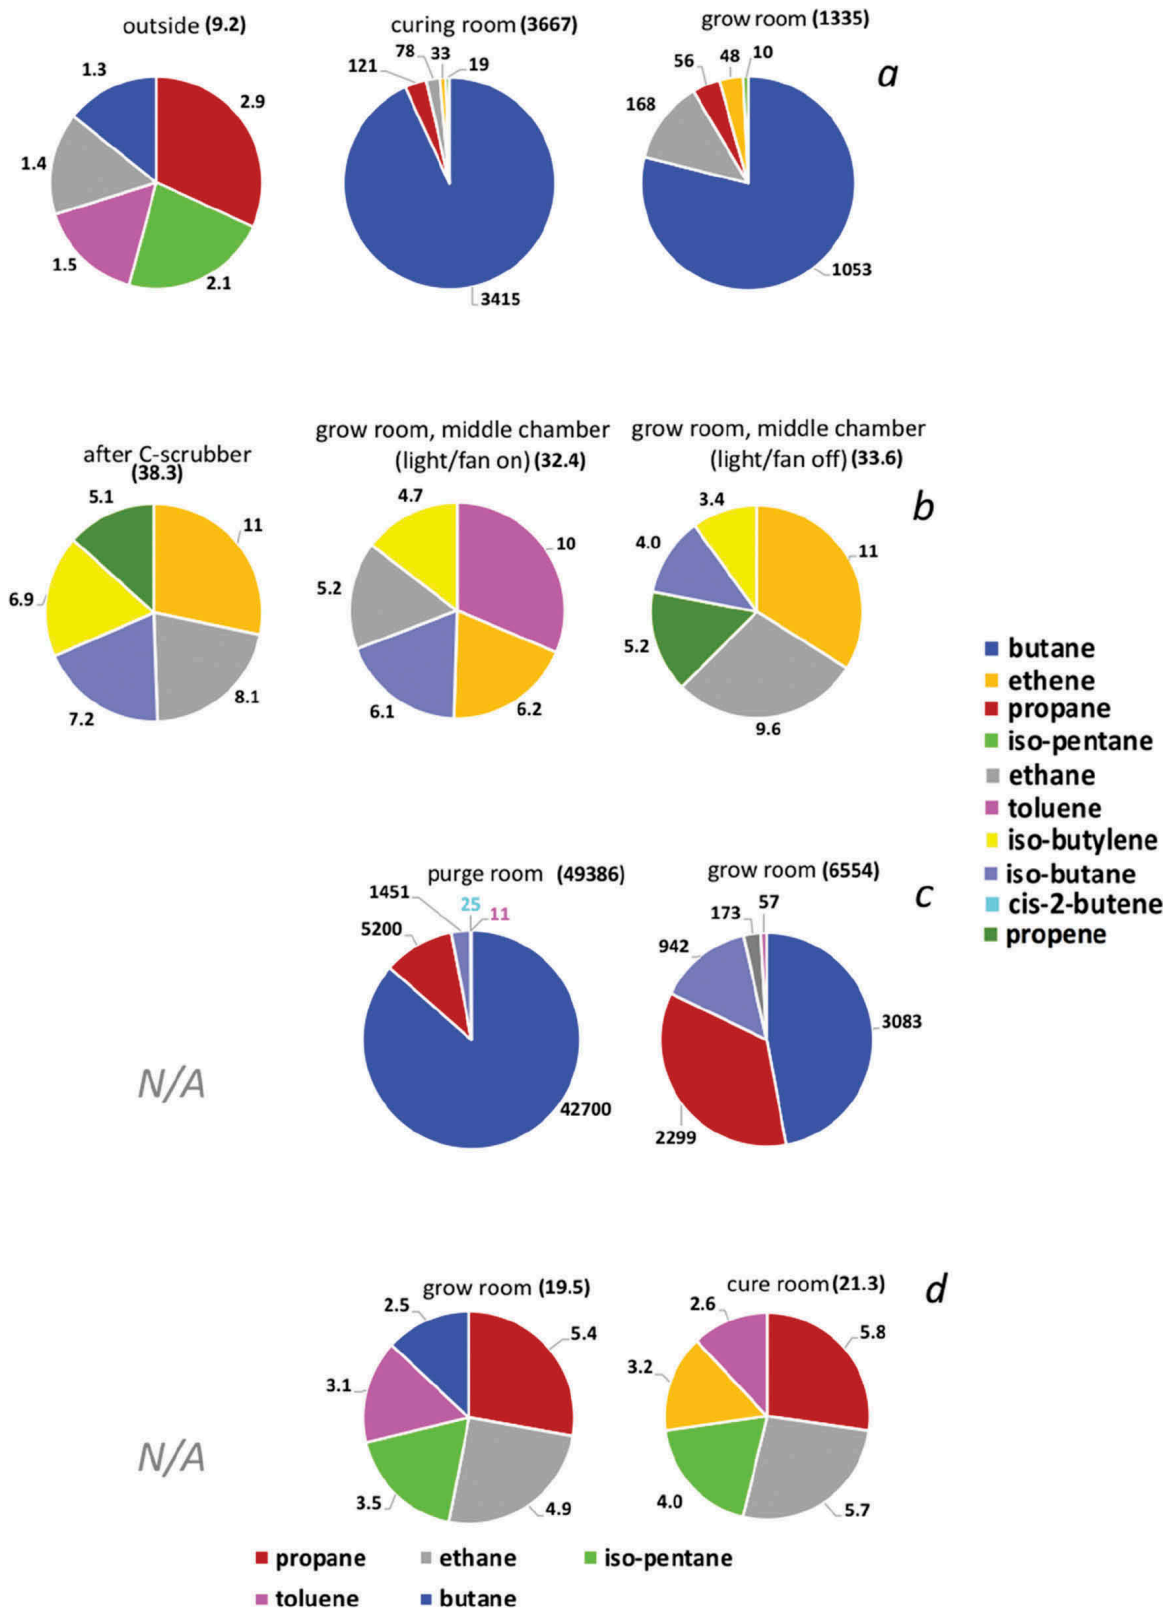 outside (9.2)
1.3
2.9
1.4
1.5
2.1
curing room (3667)
78
33
121
19
3415
grow room (1335)
48
10
56
168
1053
a
after C-scrubber
(38.3)
5.1
11
6.9
7.2
8.1
grow room, middle chamber
(light/fan on) (32.4)
4.7
10
5.2
6.1
6.2
grow room, middle chamber
(light/fan off) (33.6)
3.4
4.0
11
5.2
9.6
b
butane
ethene
propane
iso-pentane
ethane
toluene
iso-butylene
iso-butane
cis-2-butene
propene
N/A
purge room (49386)
1451
25
11
5200
42700
grow room (6554)
173
57
942
3083
2299
c
N/A
grow room (19.5)
2.5
5.4
3.1
3.5
4.9
cure room (21.3)
2.6
5.8
3.2
4.0
5.7
d
propane
ethane
iso-pentane
toluene
butane